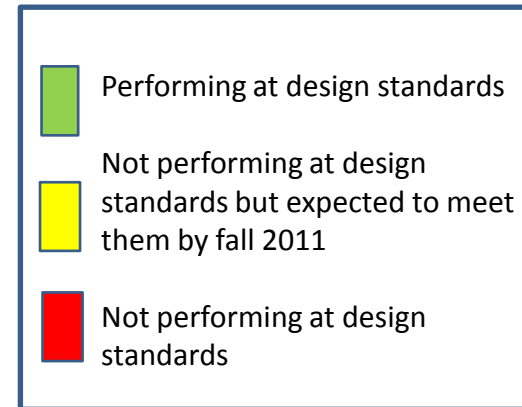 Performing at design standards
Not performing at design
standards but expected to meet
them by fall 2011
Not performing at design
standards